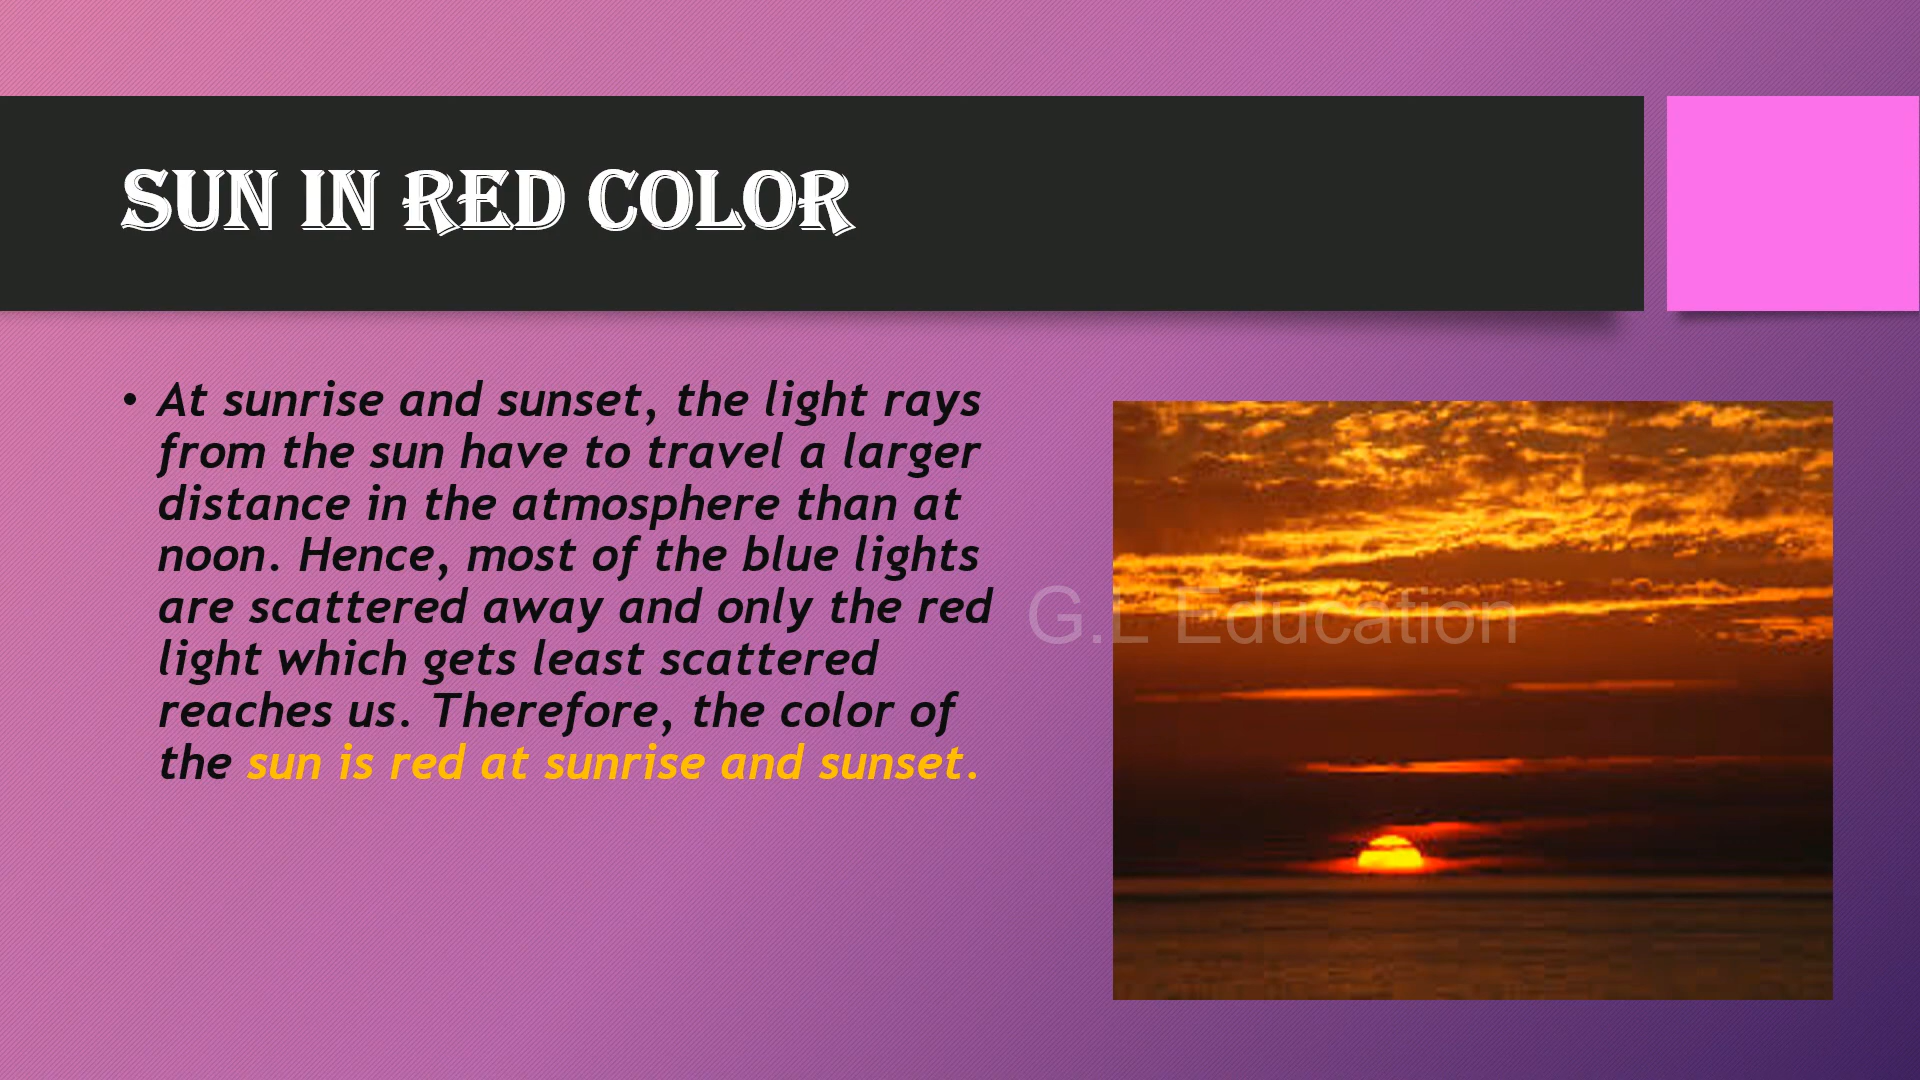 SUN IN RED COLOR
• At sunrise and sunset, the light rays
from the sun have to travel a larger
distance in the atmosphere than at
noon. Hence, most of the blue lights
are scattered away and only the red
light which gets least scattered
reaches us. Therefore, the color of
the sun is red at sunrise and sunset.
G.L Education